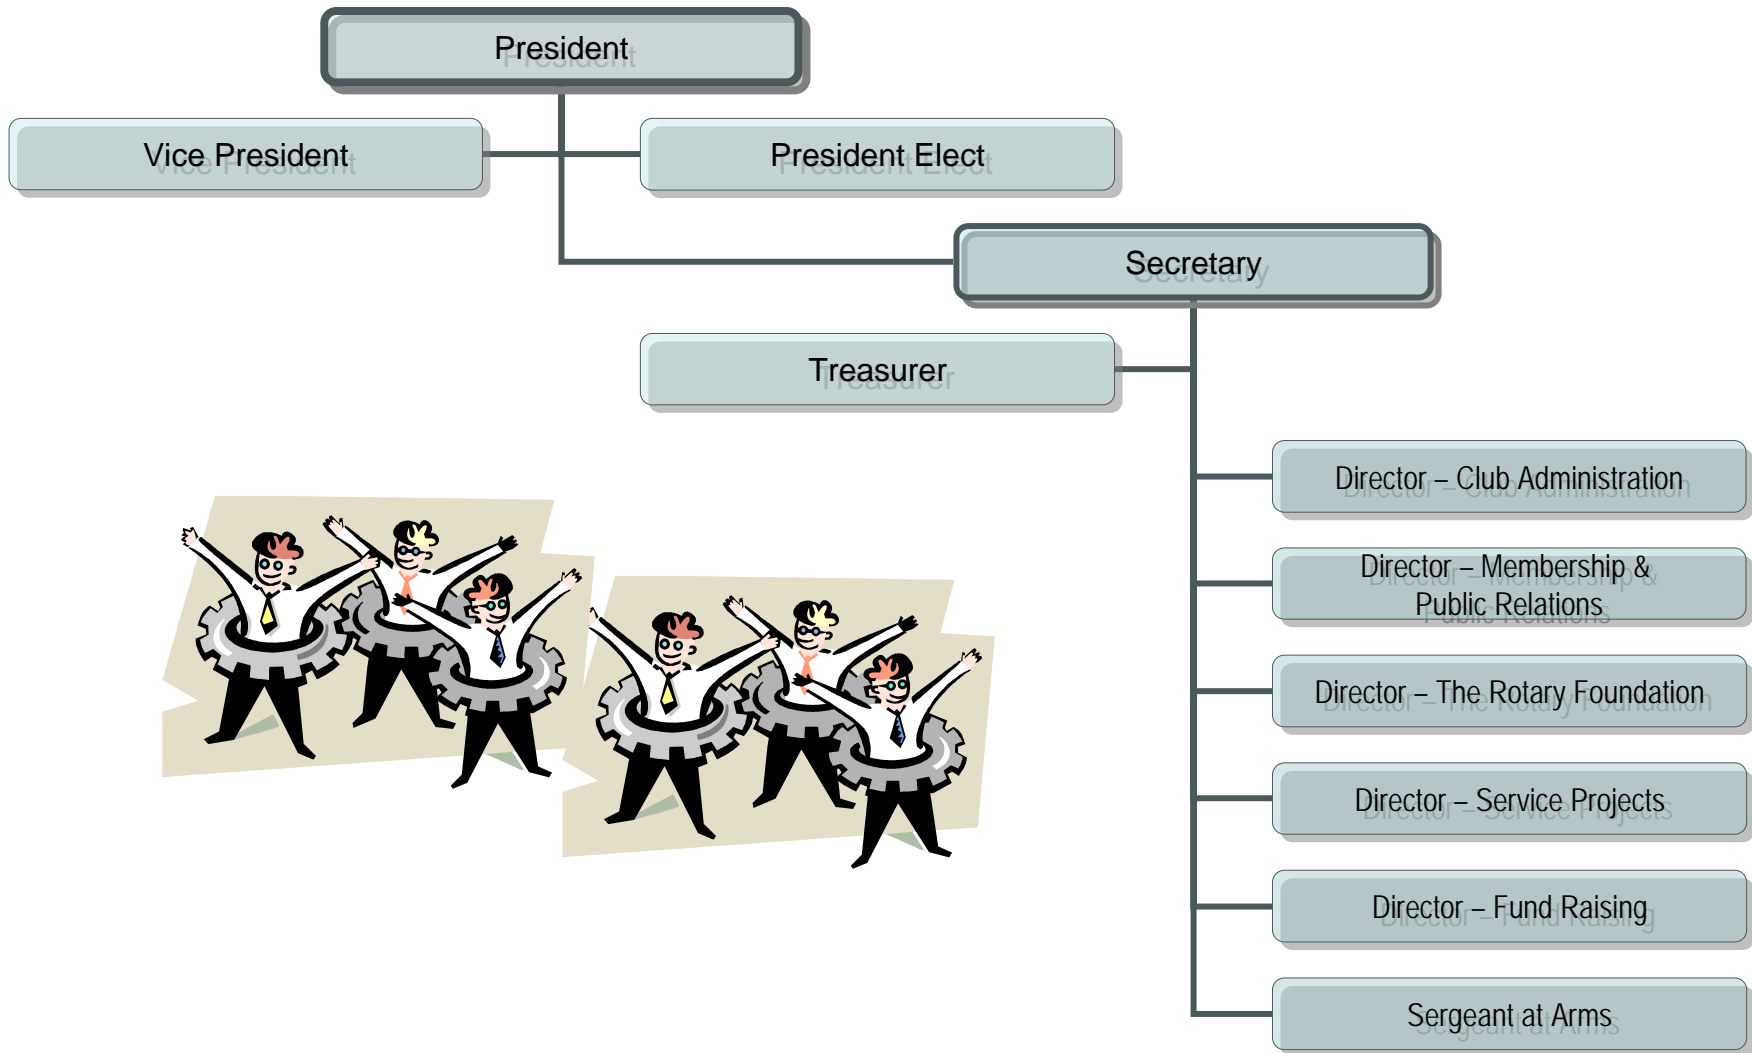 President
Vice President
President Elect
Secretary
Treasurer
Director – Club Administration
Director – Membership &
Public Relations
Director – The Rotary Foundation
Director – Service Projects
Director – Fund Raising
Sergeant at Arms